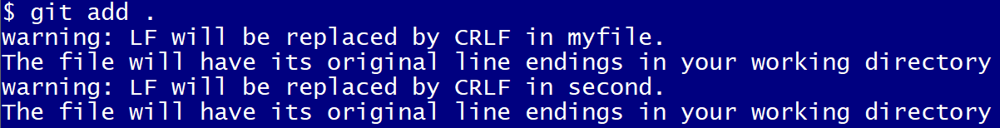 $ git add .
warning: LF will be replaced by CRLF in myfile.
The file will have its original line endings in your working directory
warning: LF will be replaced by CRLF in second.
The file will have its original line endings in your working directory